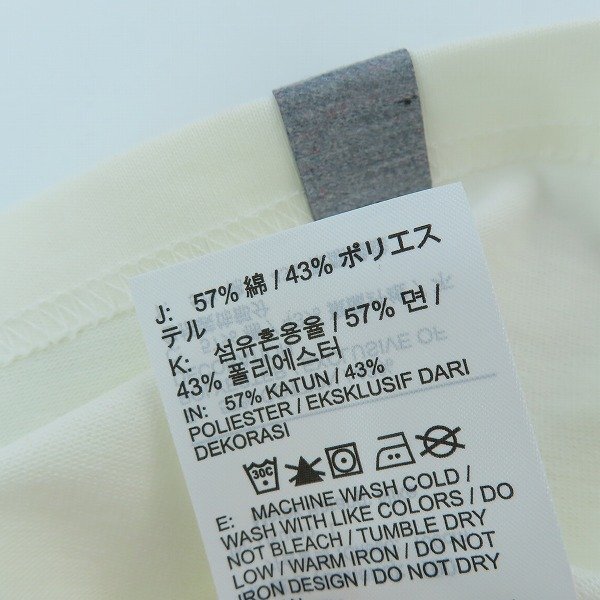 J: 57% 綿 / 43% ポリエス
テル
K: 섬유혼용율 / 57% 면 /
43% 폴리에스터
IN: 57% KATUN / 43%
POLIESTER / EKSKLUSIF DARI
DEKORASI
30C
E: MACHINE WASH COLD /
WASH WITH LIKE COLORS / DO
NOT BLEACH / TUMBLE DRY
LOW / WARM IRON / DO NOT
IRON DESIGN / DO NOT